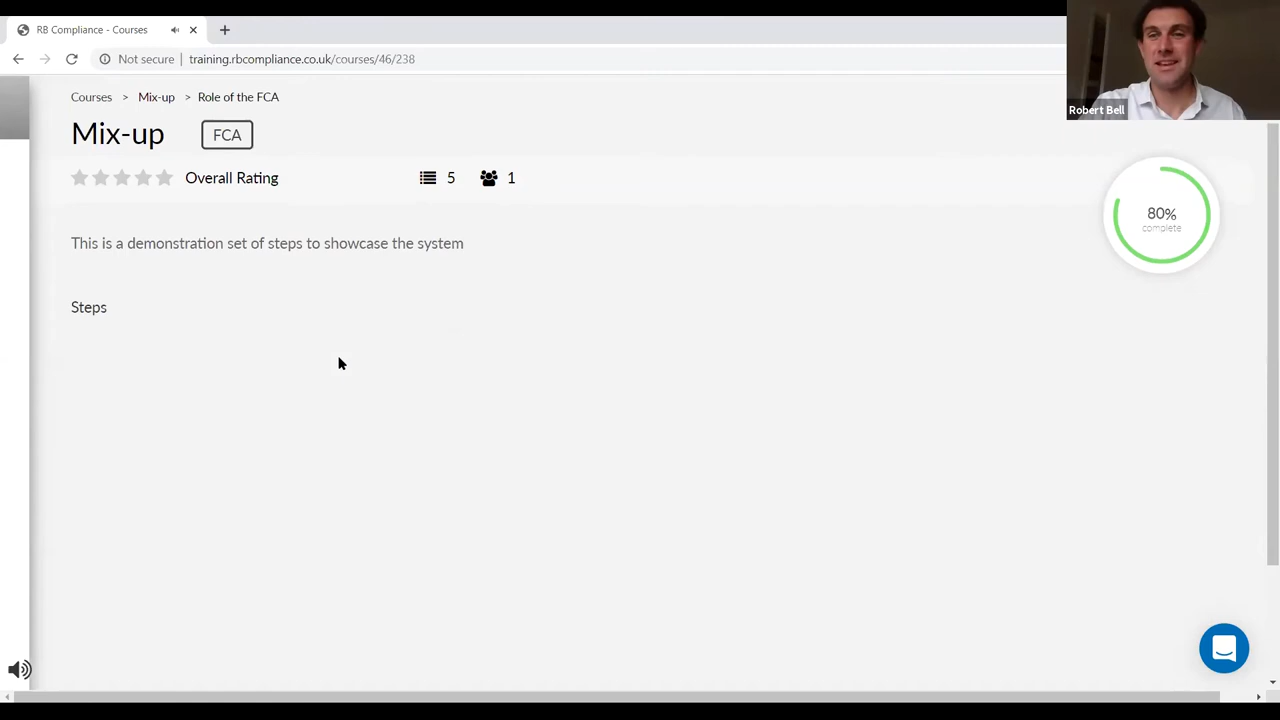 RB Compliance - Courses
Not secure | training.rbcompliance.co.uk/courses/46/238
Robert Bell
Courses > Mix-up > Role of the FCA
Mix-up FCA
Overall Rating 5 1
80%
complete
This is a demonstration set of steps to showcase the system
Steps